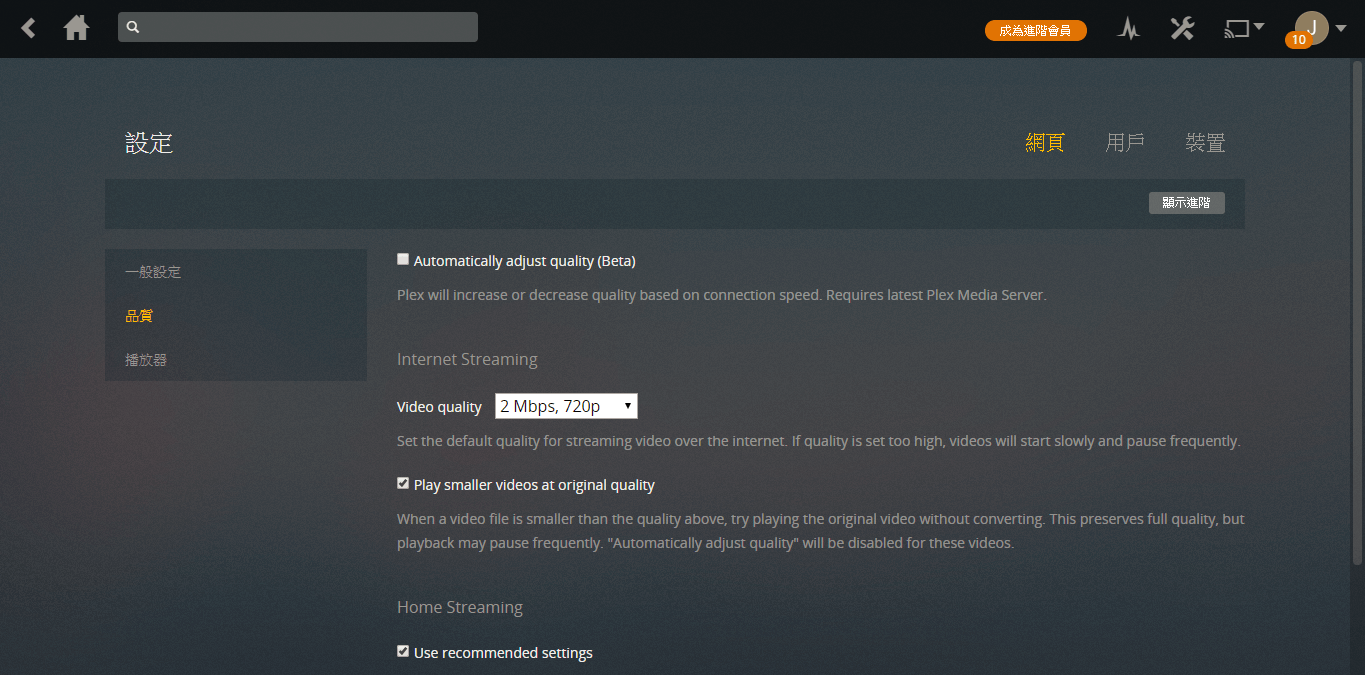 成為進階會員
J
10
設定
網頁 用戶 裝置
顯示進階
一般設定
品質
播放器
Automatically adjust quality (Beta)
Plex will increase or decrease quality based on connection speed. Requires latest Plex Media Server.
Internet Streaming
Video quality 2 Mbps, 720p
Set the default quality for streaming video over the internet. If quality is set too high, videos will start slowly and pause frequently.
Play smaller videos at original quality
When a video file is smaller than the quality above, try playing the original video without converting. This preserves full quality, but
playback may pause frequently. "Automatically adjust quality" will be disabled for these videos.
Home Streaming
Use recommended settings